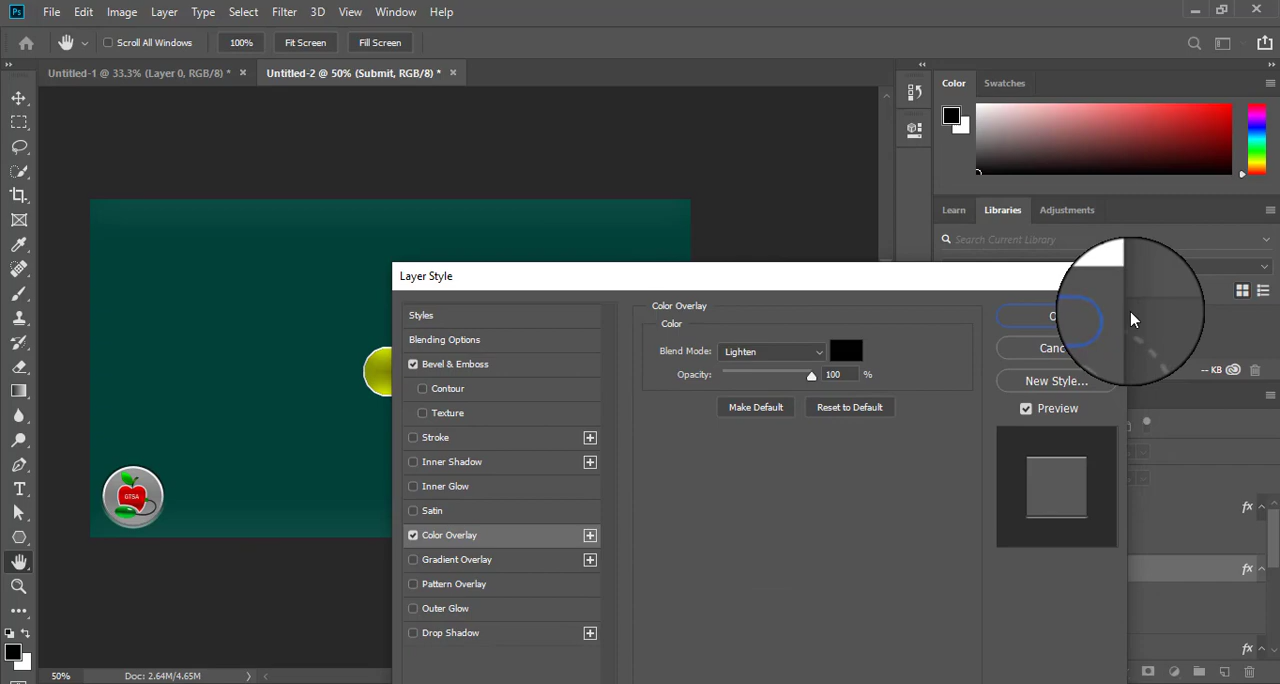 Ps File Edit Image Layer Type Select Filter 3D View Window Help
Scroll All Windows 100% Fit Screen Fill Screen
Untitled-1 @ 33.3% (Layer 0, RGB/8) * × Untitled-2 @ 50% (Submit, RGB/8) * ×
Color Swatches
Learn Libraries Adjustments
Search Current Library
-- KB
Layer Style
Styles
Blending Options
Bevel & Emboss
Contour
Texture
Stroke
Inner Shadow
Inner Glow
Satin
Color Overlay
Gradient Overlay
Pattern Overlay
Outer Glow
Drop Shadow
Color Overlay
Color
Blend Mode: Lighten
Opacity: 100 %
Make Default Reset to Default
New Style...
Preview
GTSA
fx
fx
fx
50% Doc: 2.64M/4.65M